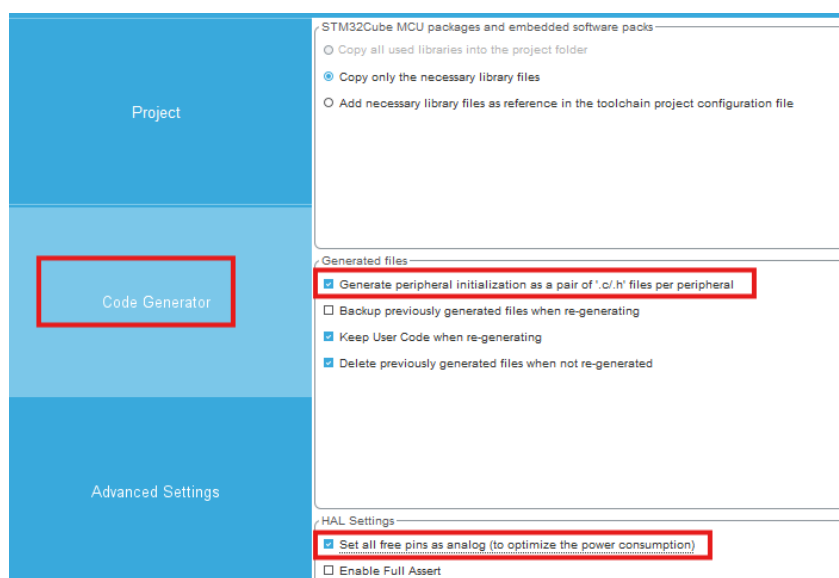 STM32Cube MCU packages and embedded software packs
Copy all used libraries into the project folder
Copy only the necessary library files
Add necessary library files as reference in the toolchain project configuration file
Project
Generated files
Generate peripheral initialization as a pair of '.c/.h' files per peripheral
Code Generator
Backup previously generated files when re-generating
Keep User Code when re-generating
Delete previously generated files when not re-generated
Advanced Settings
HAL Settings
Set all free pins as analog (to optimize the power consumption)
Enable Full Assert